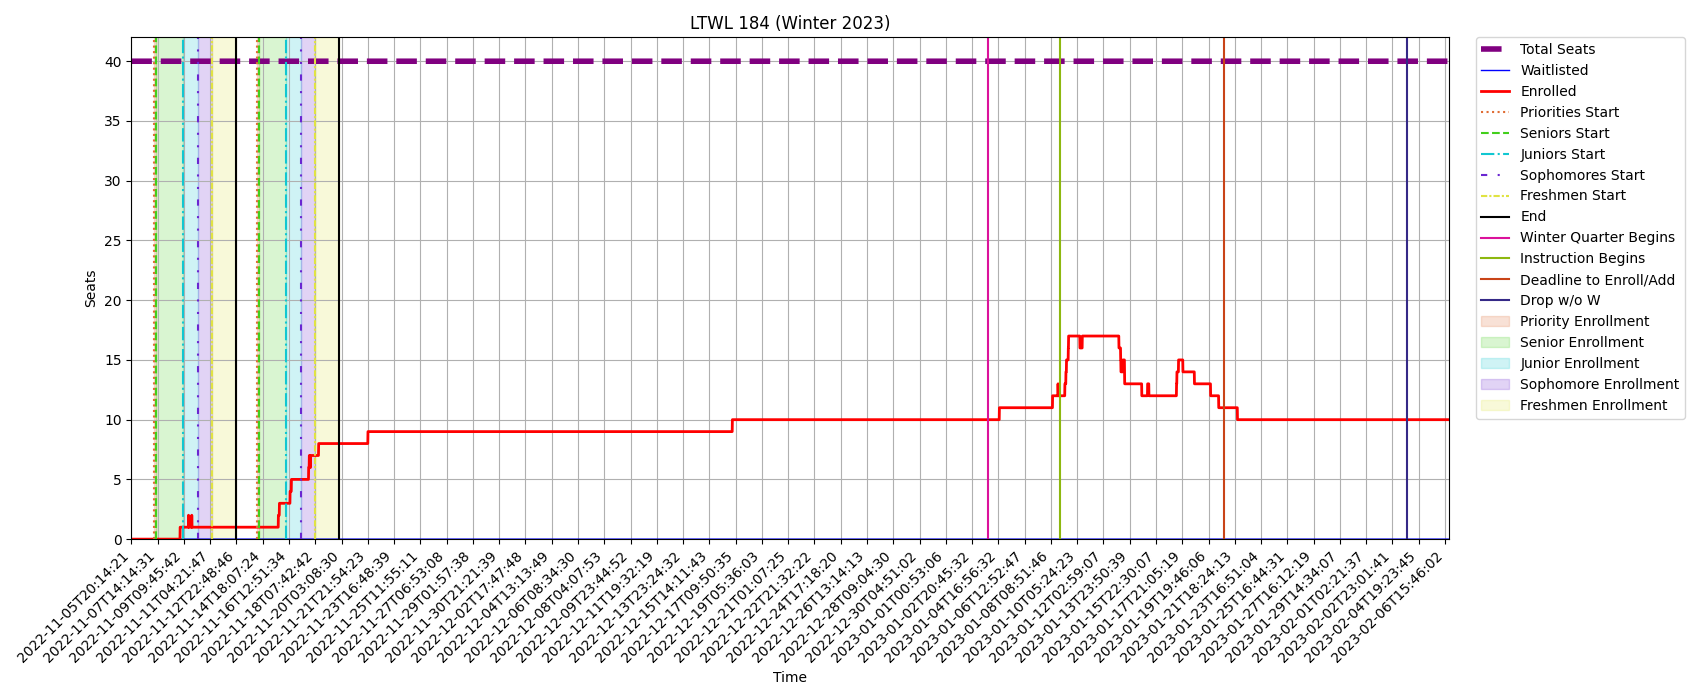 LTWL 184 (Winter 2023)
Seats
40
35
30
25
20
15
10
5
0
2022-11-05T20:14:21
2022-11-07T14:14:31
2022-11-09T09:45:42
2022-11-11T04:21:47
2022-11-12T22:48:46
2022-11-14T18:07:24
2022-11-16T12:51:34
2022-11-18T07:42:42
2022-11-20T03:08:30
2022-11-21T21:54:23
2022-11-23T16:48:39
2022-11-25T11:55:11
2022-11-27T06:53:08
2022-11-29T01:57:38
2022-11-30T21:21:39
2022-12-02T17:47:48
2022-12-04T13:13:49
2022-12-06T08:34:30
2022-12-08T04:07:53
2022-12-09T23:44:52
2022-12-11T19:32:19
2022-12-13T23:24:32
2022-12-15T14:11:43
2022-12-17T09:50:35
2022-12-19T05:36:03
2022-12-21T01:07:25
2022-12-22T21:32:22
2022-12-24T17:18:20
2022-12-26T13:14:13
2022-12-28T09:04:30
2022-12-30T04:51:02
2023-01-01T00:53:06
2023-01-02T20:45:32
2023-01-04T16:56:32
2023-01-06T12:52:47
2023-01-08T08:51:46
2023-01-10T05:24:23
2023-01-12T02:59:07
2023-01-13T23:50:39
2023-01-15T22:30:07
2023-01-17T21:05:19
2023-01-19T19:46:06
2023-01-21T18:24:13
2023-01-23T16:51:04
2023-01-25T16:44:31
2023-01-27T16:12:19
2023-01-29T14:34:07
2023-02-01T02:21:37
2023-02-02T23:01:41
2023-02-04T19:23:45
2023-02-06T15:46:02
Time
Total Seats
Waitlisted
Enrolled
Priorities Start
Seniors Start
Juniors Start
Sophomores Start
Freshmen Start
End
Winter Quarter Begins
Instruction Begins
Deadline to Enroll/Add
Drop w/o W
Priority Enrollment
Senior Enrollment
Junior Enrollment
Sophomore Enrollment
Freshmen Enrollment